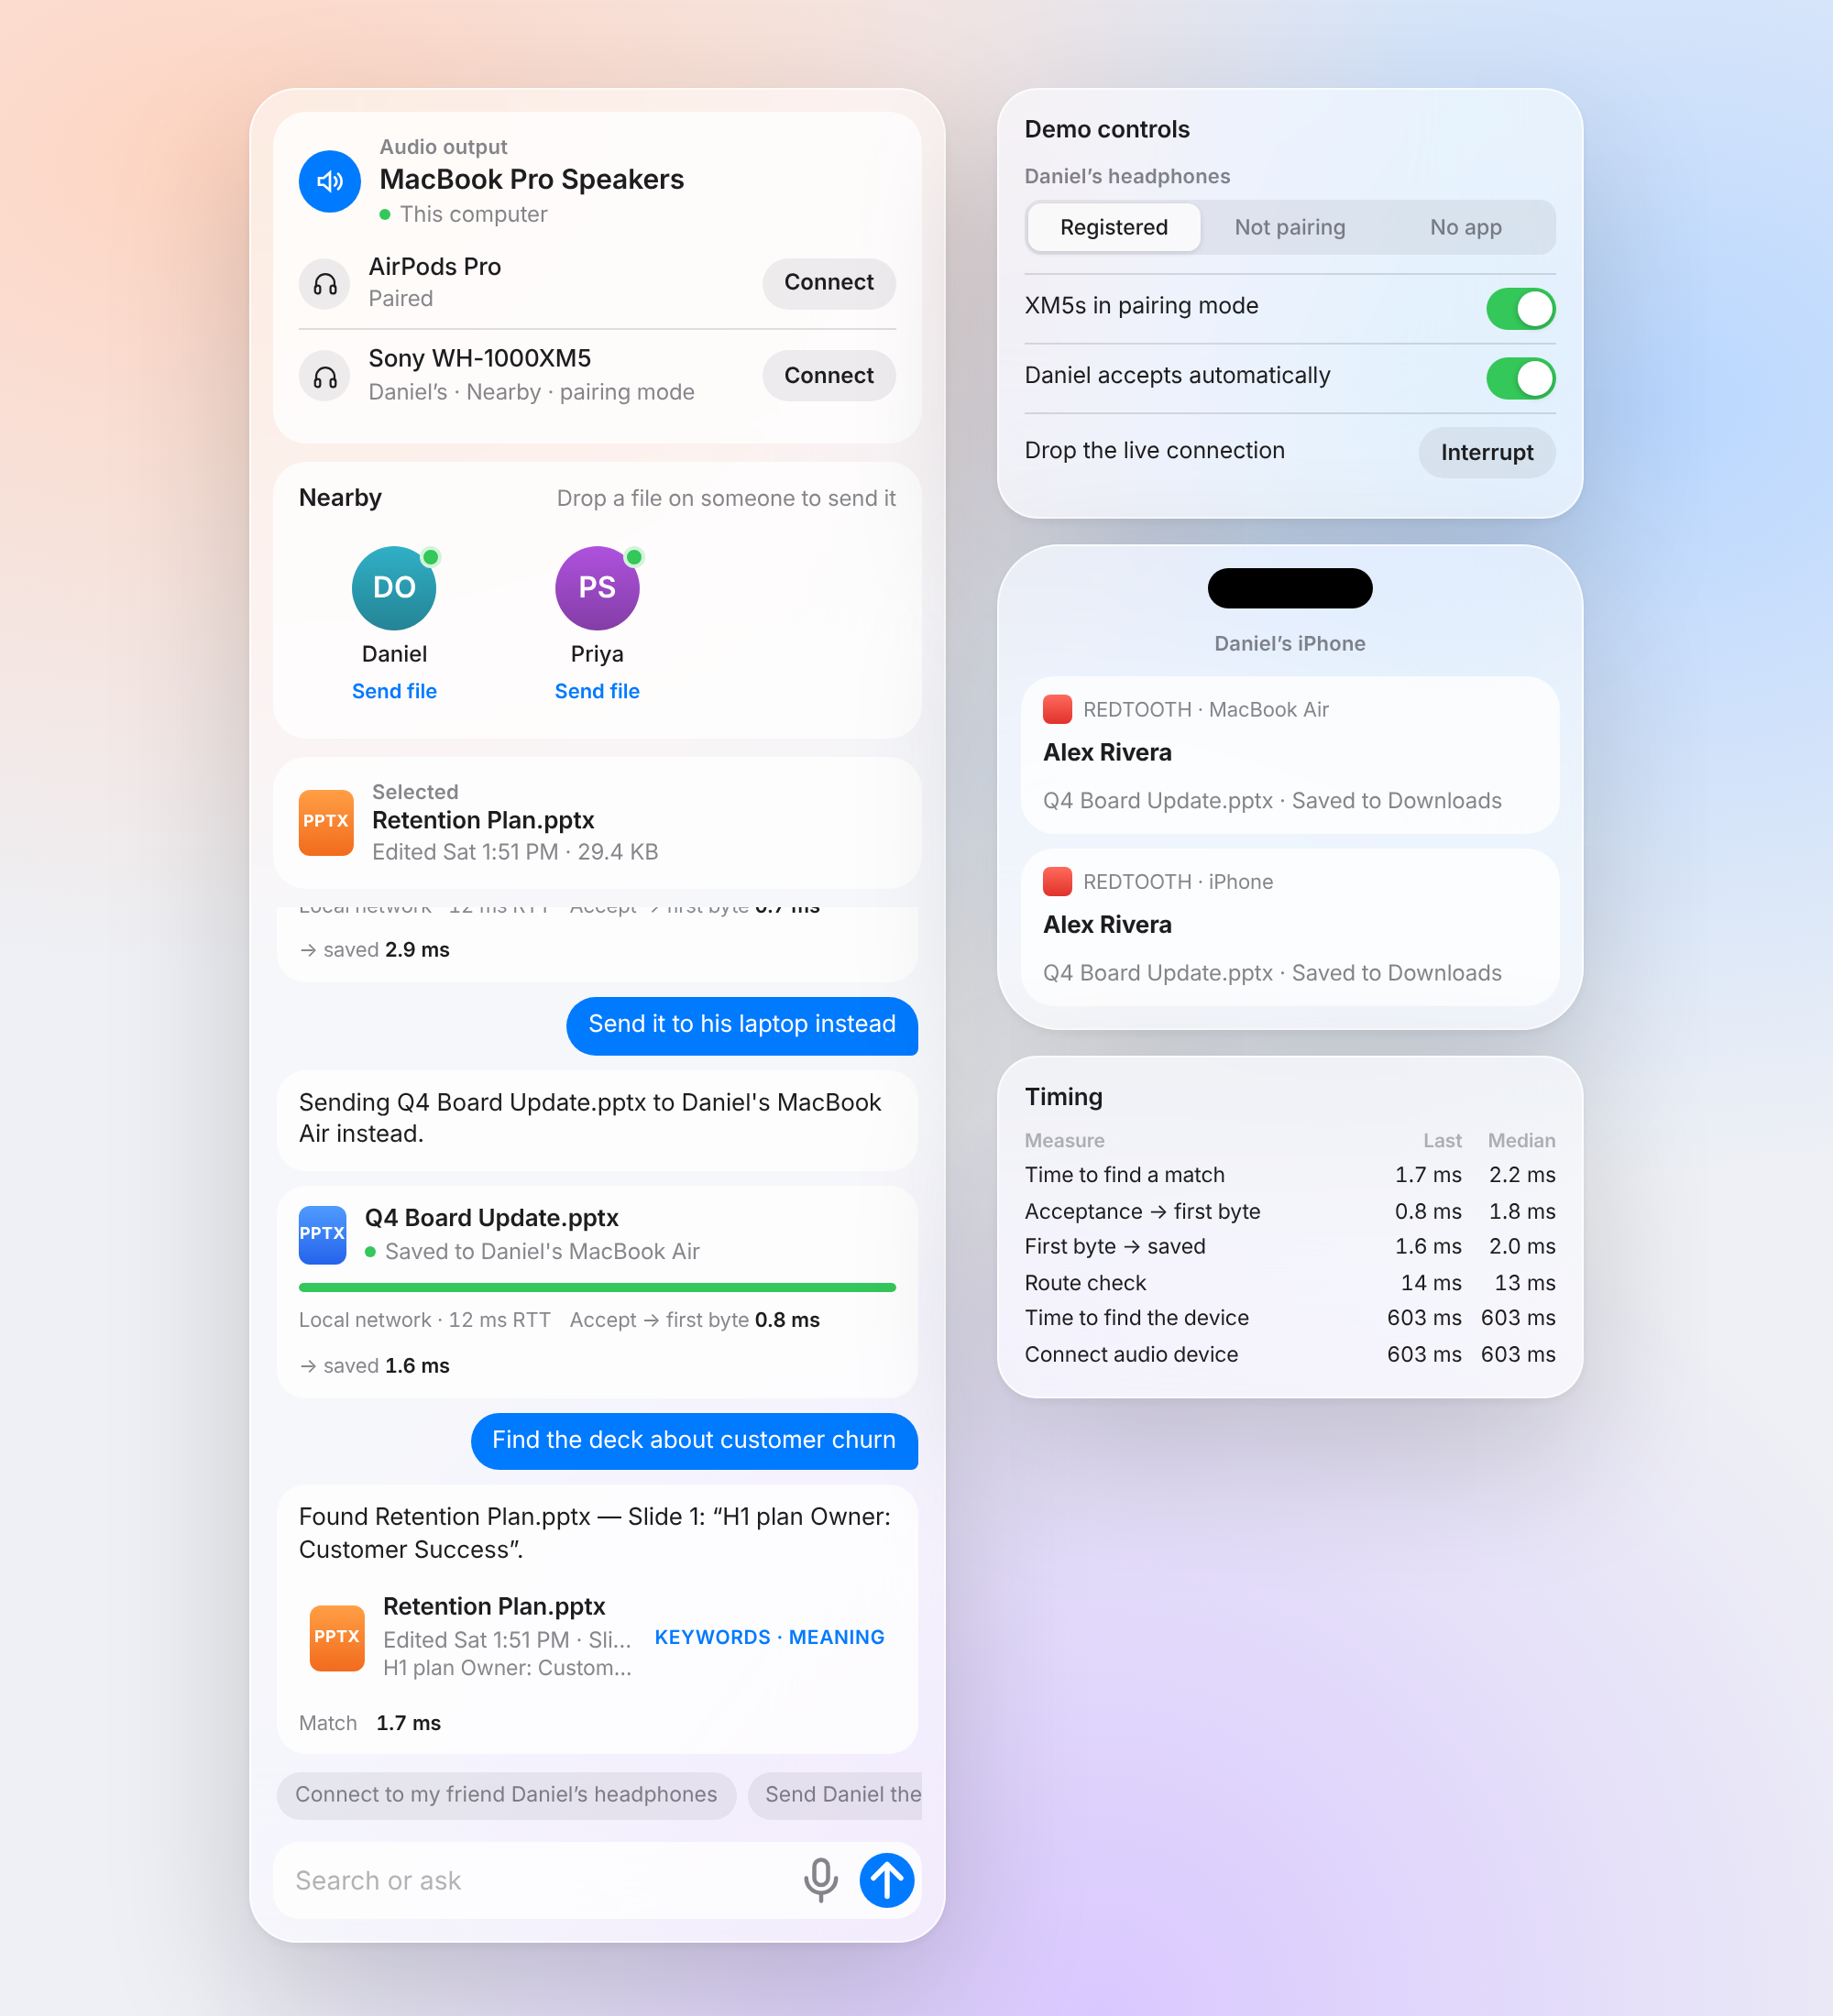 Audio output
MacBook Pro Speakers
This computer
AirPods Pro
Paired
Connect
Sony WH-1000XM5
Daniel’s · Nearby · pairing mode
Connect
Nearby
Drop a file on someone to send it
DO
PS
Daniel
Priya
Send file
Send file
PPTX
Selected
Retention Plan.pptx
Edited Sat 1:51 PM · 29.4 KB
Local network 12 ms RTT Accept → first byte 0.7 ms
→ saved 2.9 ms
Send it to his laptop instead
Sending Q4 Board Update.pptx to Daniel's MacBook
Air instead.
PPTX
Q4 Board Update.pptx
Saved to Daniel's MacBook Air
Local network · 12 ms RTT Accept → first byte 0.8 ms
→ saved 1.6 ms
Find the deck about customer churn
Found Retention Plan.pptx — Slide 1: “H1 plan Owner:
Customer Success”.
PPTX
Retention Plan.pptx
Edited Sat 1:51 PM · Sli...
H1 plan Owner: Custom...
KEYWORDS · MEANING
Match 1.7 ms
Connect to my friend Daniel’s headphones
Send Daniel the
Search or ask
Demo controls
Daniel’s headphones
Registered
Not pairing
No app
XM5s in pairing mode
Daniel accepts automatically
Drop the live connection
Interrupt
Daniel’s iPhone
REDTOOTH · MacBook Air
Alex Rivera
Q4 Board Update.pptx · Saved to Downloads
REDTOOTH · iPhone
Alex Rivera
Q4 Board Update.pptx · Saved to Downloads
Timing
Measure Last Median
Time to find a match 1.7 ms 2.2 ms
Acceptance → first byte 0.8 ms 1.8 ms
First byte → saved 1.6 ms 2.0 ms
Route check 14 ms 13 ms
Time to find the device 603 ms 603 ms
Connect audio device 603 ms 603 ms